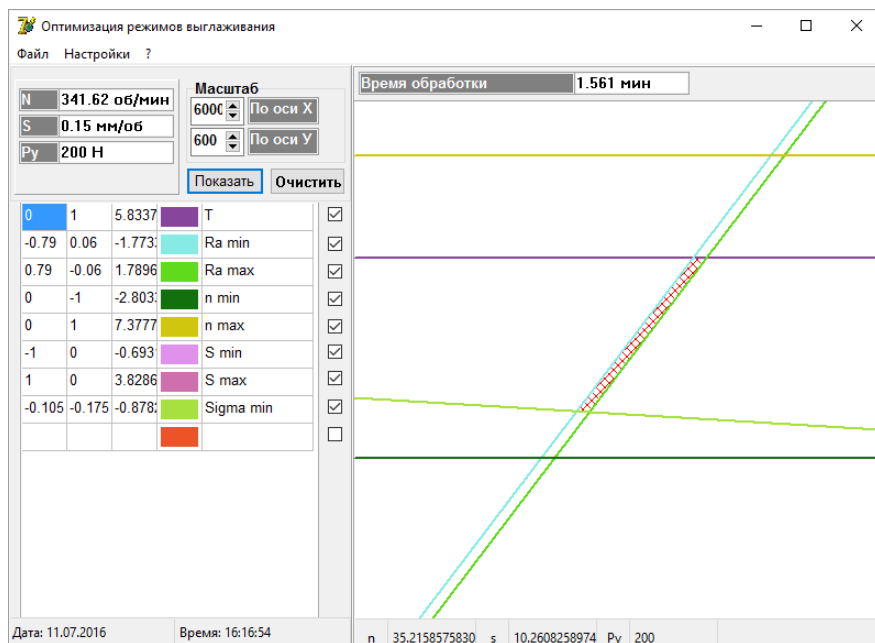 Оптимизация режимов выглаживания
Файл Настройки ?
N 341.62 об/мин
S 0.15 мм/об
Py 200 Н
Масштаб
6000 По оси X
600 По оси У
Показать Очистить
Время обработки 1.561 мин
0 1 5.8337 T
-0.79 0.06 -1.773 Ra min
0.79 -0.06 1.7896 Ra max
0 -1 -2.803 n min
0 1 7.3777 n max
-1 0 -0.693 S min
1 0 3.8286 S max
-0.105 -0.175 -0.878 Sigma min
Дата: 11.07.2016 Время: 16:16:54
n 35.2158575830 s 10.2608258974 Py 200